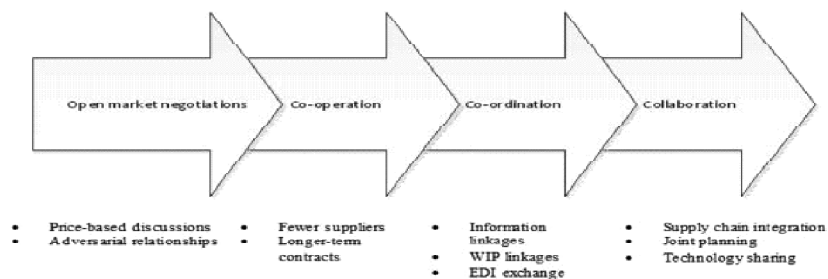 Open market negotiations
Co-operation
Co-ordination
Collaboration
• Price-based discussions
• Adversarial relationships
• Fewer suppliers
• Longer-term
contracts
• Information
linkages
• WIP linkages
• EDI exchange
• Supply chain integration
• Joint planning
• Technology sharing